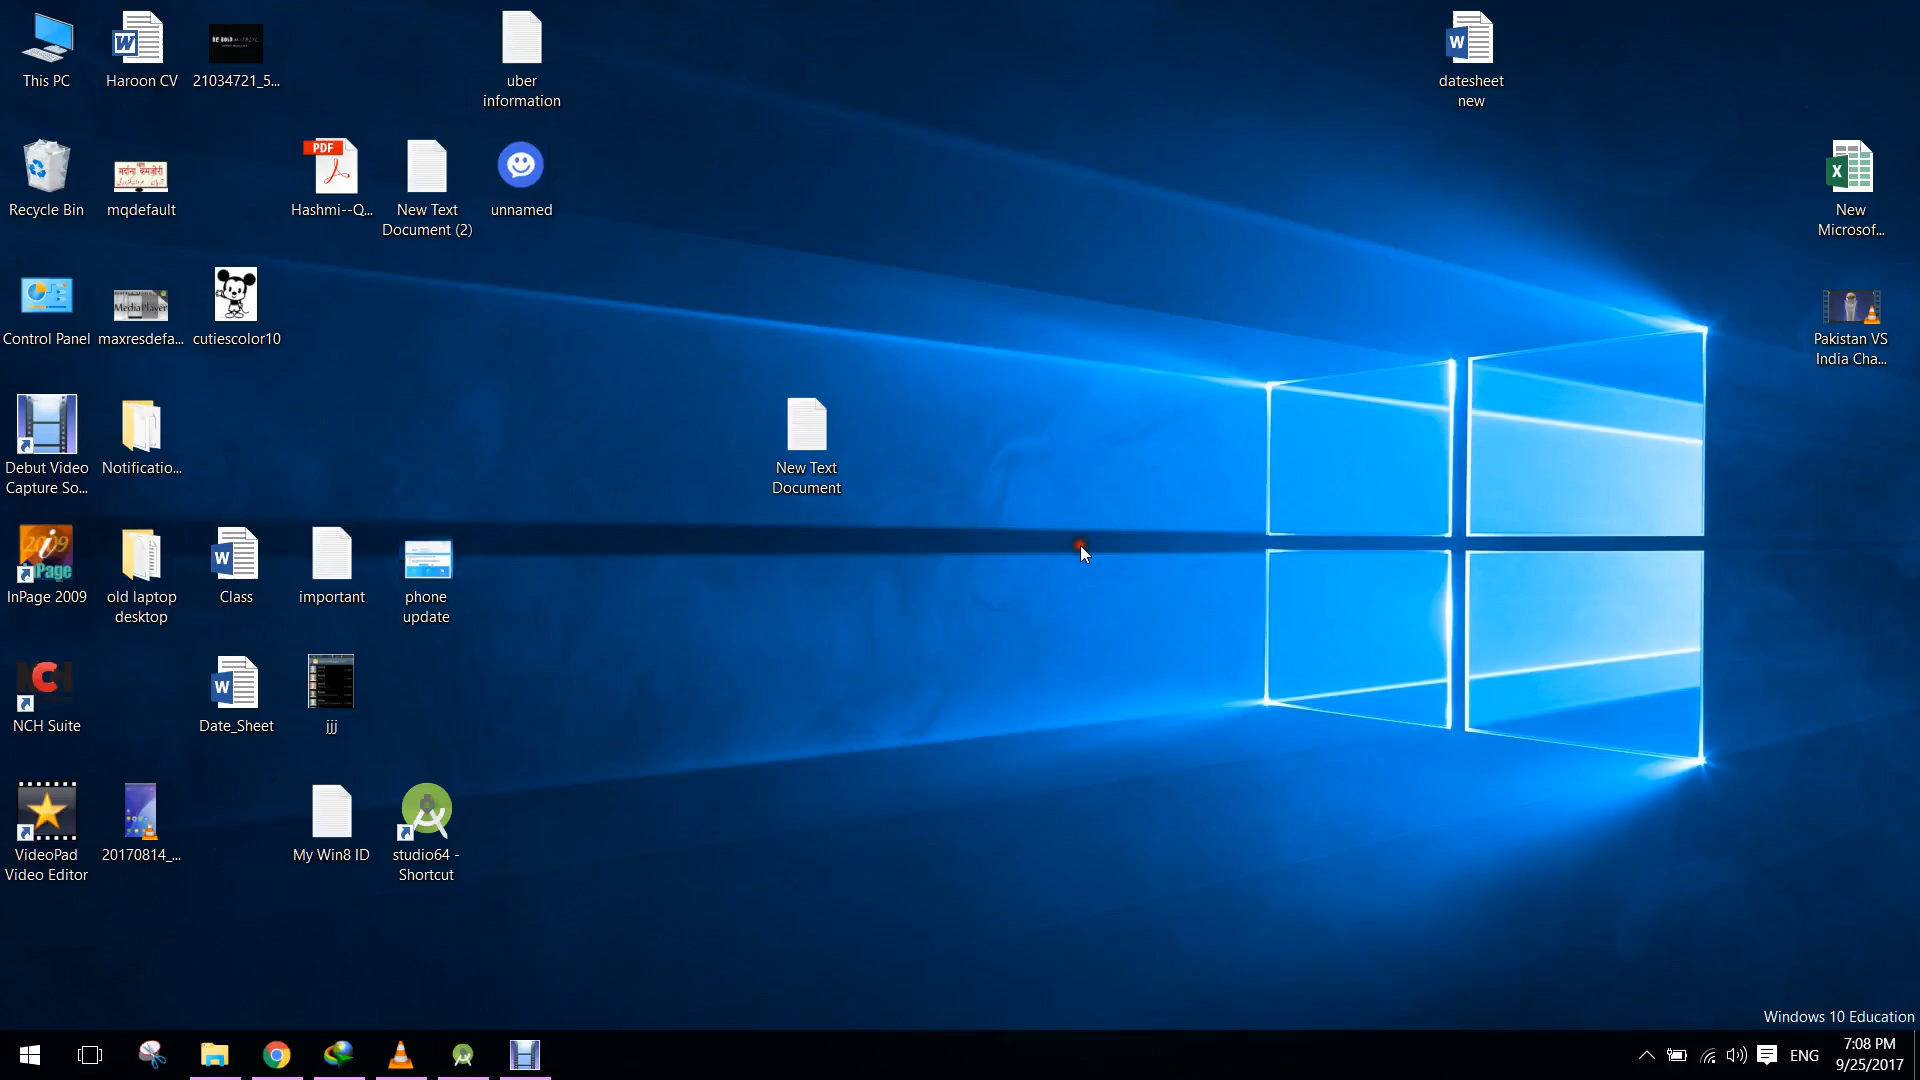 This PC
Haroon CV
21034721_5...
uber
information
datesheet
new
Recycle Bin
mqdefault
PDF
Hashmi--Q...
New Text
Document (2)
unnamed
New
Microsof...
Control Panel
MediaPlayer
maxresdefa...
cutiescolor10
Pakistan VS
India Cha...
Debut Video
Capture So...
Notificatio...
New Text
Document
2009
InPage
InPage 2009
old laptop
desktop
Class
important
phone
update
NCH Suite
Date_Sheet
jjj
VideoPad
Video Editor
20170814_...
My Win8 ID
studio64 -
Shortcut
Windows 10 Education
ENG
7:08 PM
9/25/2017